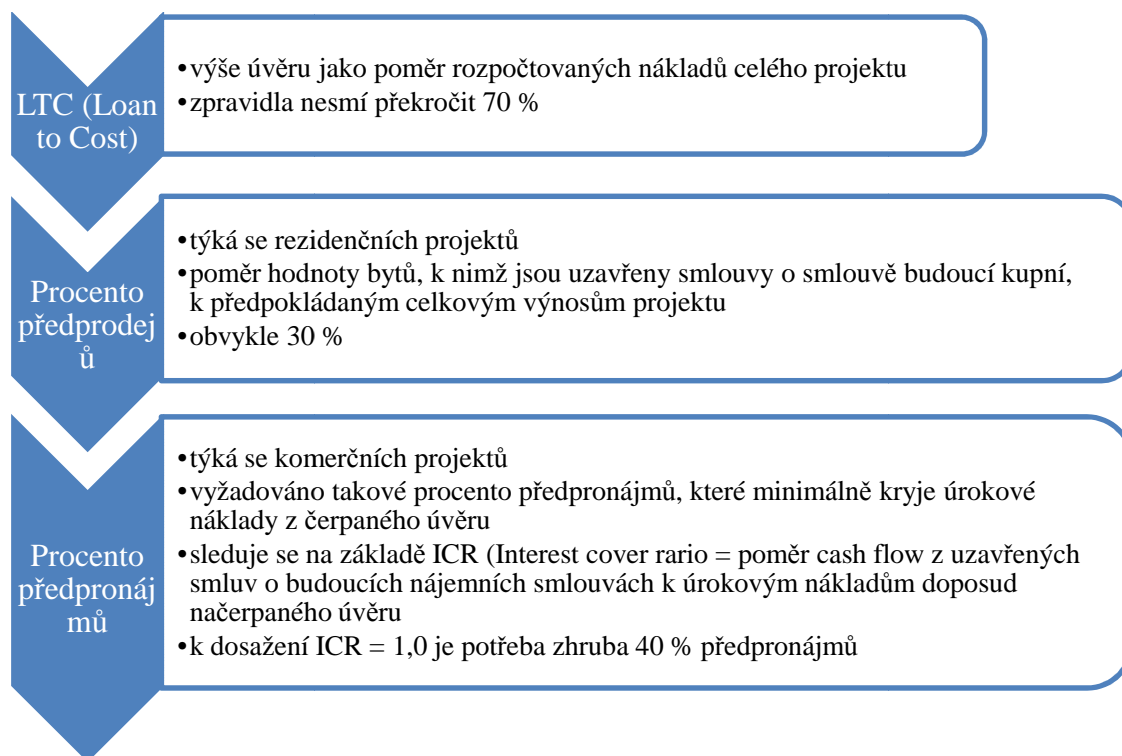 LTC (Loan
to Cost)
•výše úvěru jako poměr rozpočtovaných nákladů celého projektu
•zpravidla nesmí překročit 70 %
Procento
předprodej
ů
•týká se rezidenčních projektů
•poměr hodnoty bytů, k nimž jsou uzavřeny smlouvy o smlouvě budoucí kupní,
k předpokládaným celkovým výnosům projektu
•obvykle 30 %
Procento
předpronáj
mů
•týká se komerčních projektů
•vyžadováno takové procento předpronájmů, které minimálně kryje úrokové
náklady z čerpaného úvěru
•sleduje se na základě ICR (Interest cover rario = poměr cash flow z uzavřených
smluv o budoucích nájemních smlouvách k úrokovým nákladům doposud
načerpaného úvěru
•k dosažení ICR = 1,0 je potřeba zhruba 40 % předpronájmů